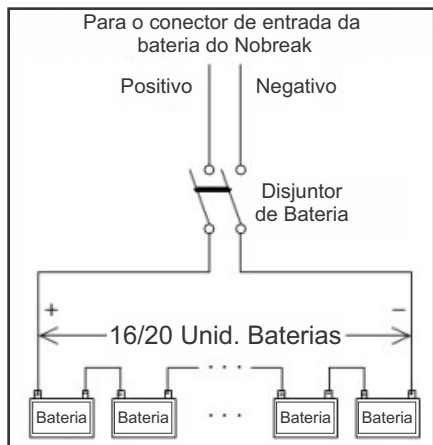 Para o conector de entrada da
bateria do Nobreak
Positivo
Negativo
Disjuntor
de Bateria
+
−
16/20 Unid. Baterias
Bateria
Bateria
Bateria
Bateria